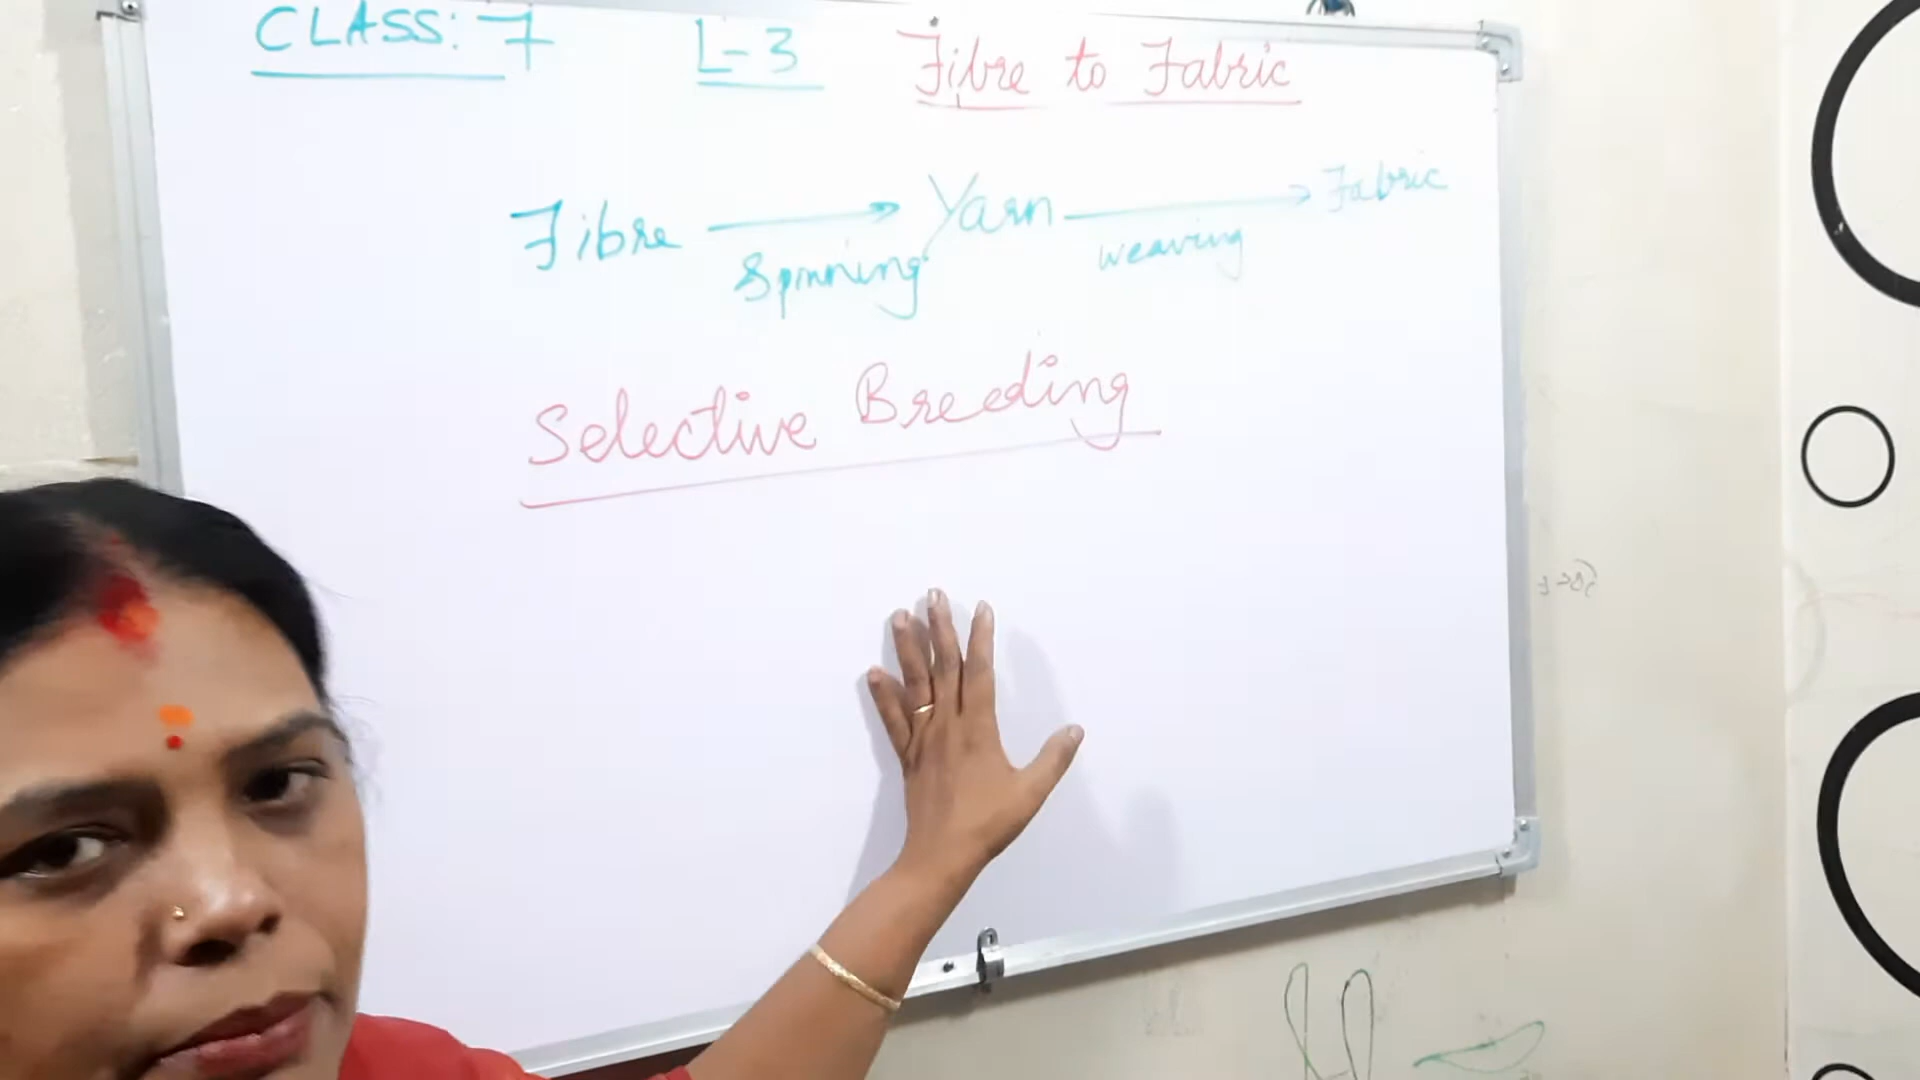 CLASS: 7 L-3 Fibre to Fabric
Fibre → Yarn → Fabric
Spinning weaving
Selective Breeding